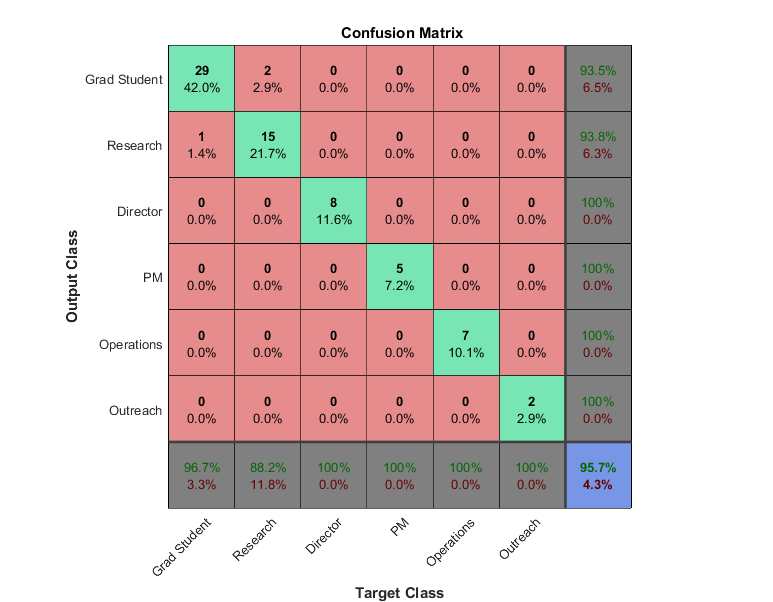 Confusion Matrix
Grad Student
29 2 0 0 0 0 93.5%
42.0% 2.9% 0.0% 0.0% 0.0% 0.0% 6.5%
Research
1 15 0 0 0 0 93.8%
1.4% 21.7% 0.0% 0.0% 0.0% 0.0% 6.3%
Director
0 0 8 0 0 0 100%
0.0% 0.0% 11.6% 0.0% 0.0% 0.0% 0.0%
PM
0 0 0 5 0 0 100%
0.0% 0.0% 0.0% 7.2% 0.0% 0.0% 0.0%
Operations
0 0 0 0 7 0 100%
0.0% 0.0% 0.0% 0.0% 10.1% 0.0% 0.0%
Outreach
0 0 0 0 0 2 100%
0.0% 0.0% 0.0% 0.0% 0.0% 2.9% 0.0%
96.7% 88.2% 100% 100% 100% 100% 95.7%
3.3% 11.8% 0.0% 0.0% 0.0% 0.0% 4.3%
Grad Student Research Director PM Operations Outreach
Target Class
Output Class